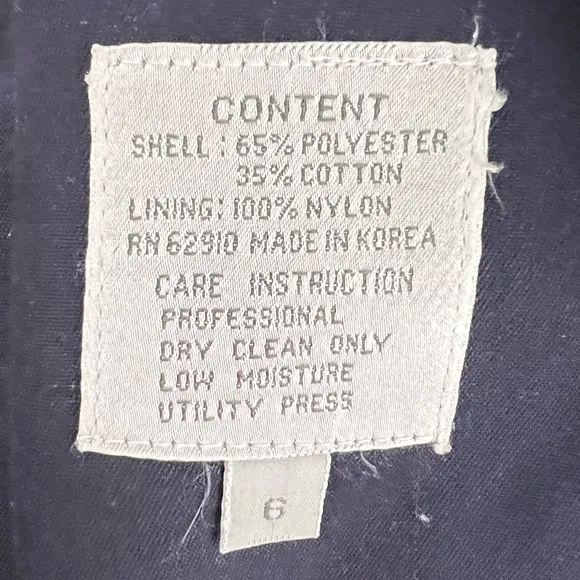 CONTENT
SHELL: 65% POLYESTER
35% COTTON
LINING: 100% NYLON
RN 62910 MADE IN KOREA
CARE INSTRUCTION
PROFESSIONAL
DRY CLEAN ONLY
LOW MOISTURE
UTILITY PRESS
6